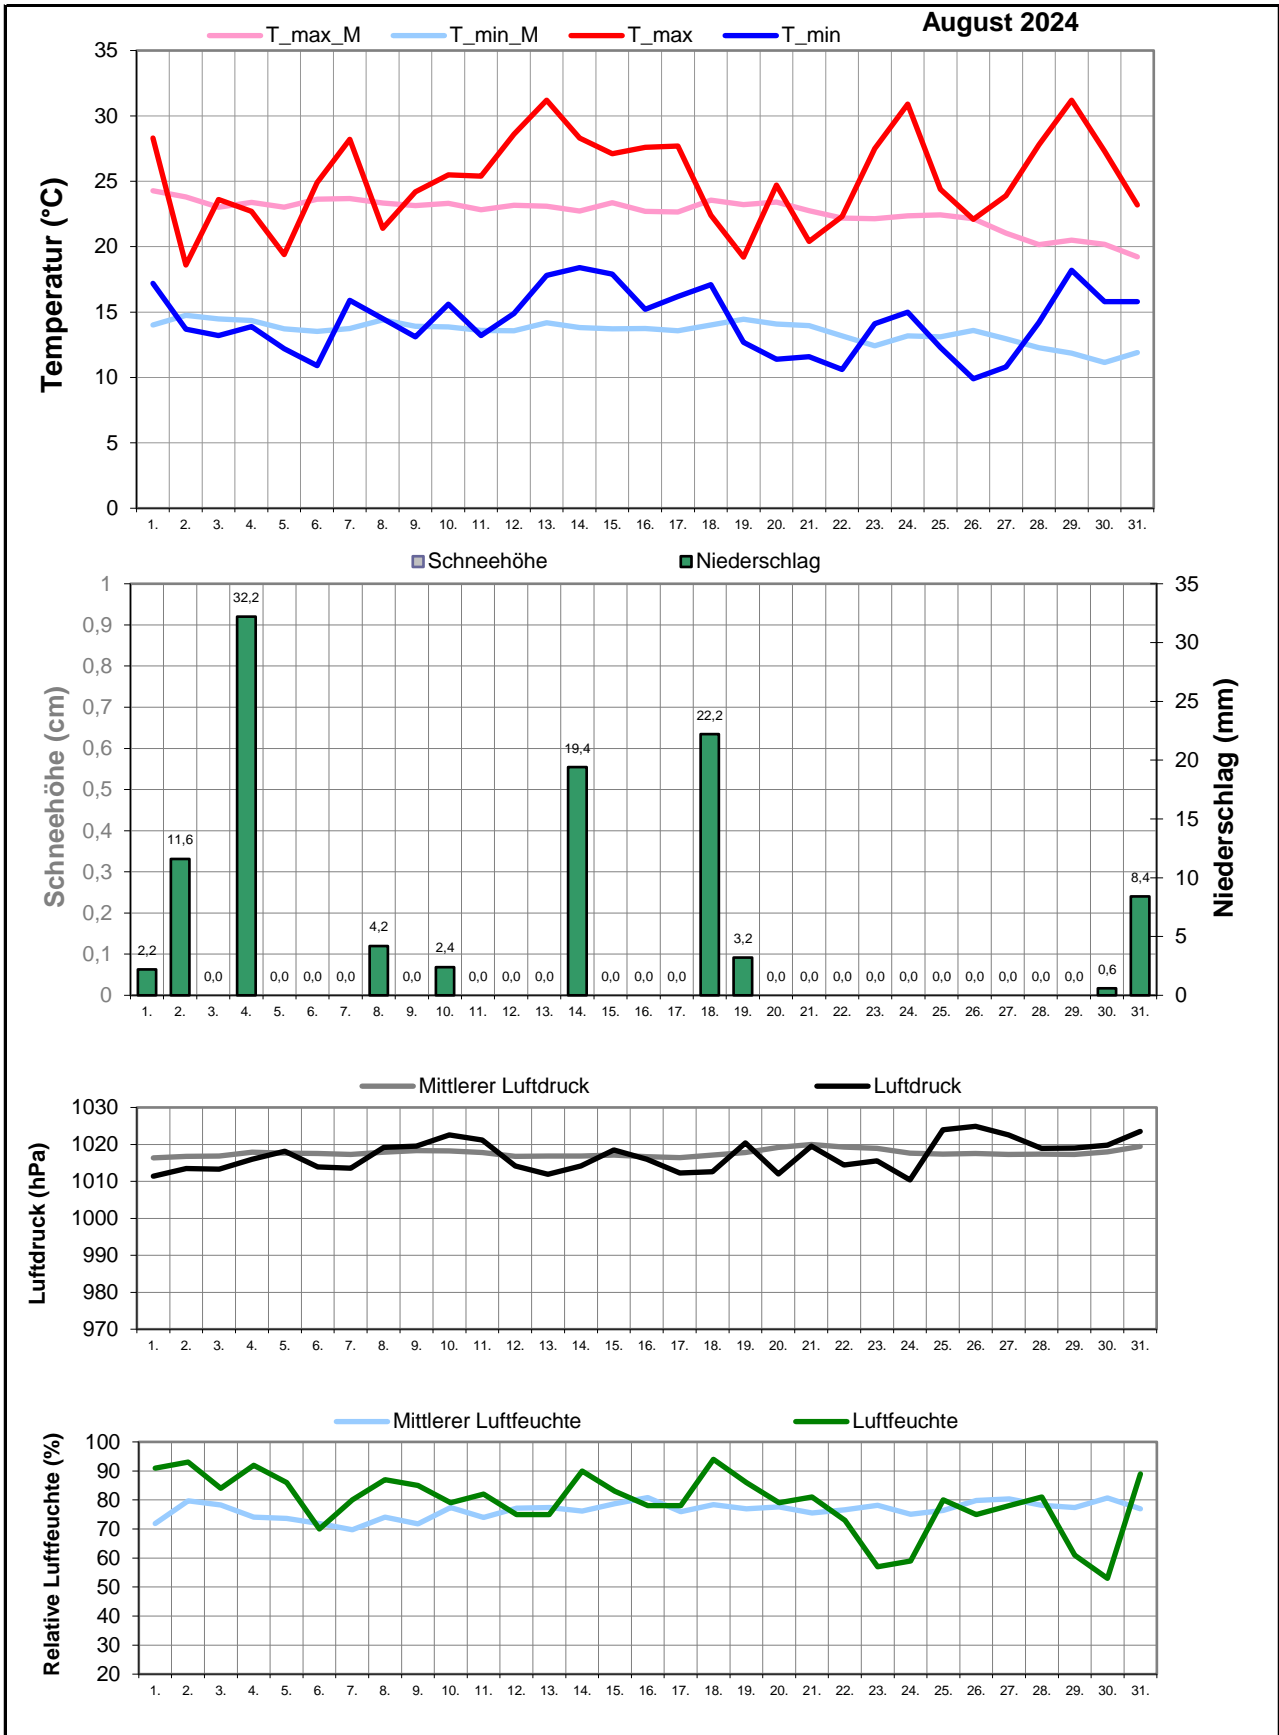 August 2024
T_max_M T_min_M T_max T_min
Temperatur (°C)
35
30
25
20
15
10
5
0
1. 2. 3. 4. 5. 6. 7. 8. 9. 10. 11. 12. 13. 14. 15. 16. 17. 18. 19. 20. 21. 22. 23. 24. 25. 26. 27. 28. 29. 30. 31.
Schneehöhe Niederschlag
Schneehöhe (cm)
1
0,9
0,8
0,7
0,6
0,5
0,4
0,3
0,2
0,1
0
2,2 11,6 0,0 32,2 0,0 0,0 0,0 4,2 0,0 2,4 0,0 0,0 0,0 19,4 0,0 0,0 0,0 22,2 3,2 0,0 0,0 0,0 0,0 0,0 0,0 0,0 0,0 0,0 0,0 0,6 8,4
35
30
25
20
15
10
5
0
Niederschlag (mm)
1. 2. 3. 4. 5. 6. 7. 8. 9. 10. 11. 12. 13. 14. 15. 16. 17. 18. 19. 20. 21. 22. 23. 24. 25. 26. 27. 28. 29. 30. 31.
Mittlerer Luftdruck Luftdruck
Luftdruck (hPa)
1030
1020
1010
1000
990
980
970
1. 2. 3. 4. 5. 6. 7. 8. 9. 10. 11. 12. 13. 14. 15. 16. 17. 18. 19. 20. 21. 22. 23. 24. 25. 26. 27. 28. 29. 30. 31.
Mittlerer Luftfeuchte Luftfeuchte
Relative Luftfeuchte (%)
100
90
80
70
60
50
40
30
20
1. 2. 3. 4. 5. 6. 7. 8. 9. 10. 11. 12. 13. 14. 15. 16. 17. 18. 19. 20. 21. 22. 23. 24. 25. 26. 27. 28. 29. 30. 31.